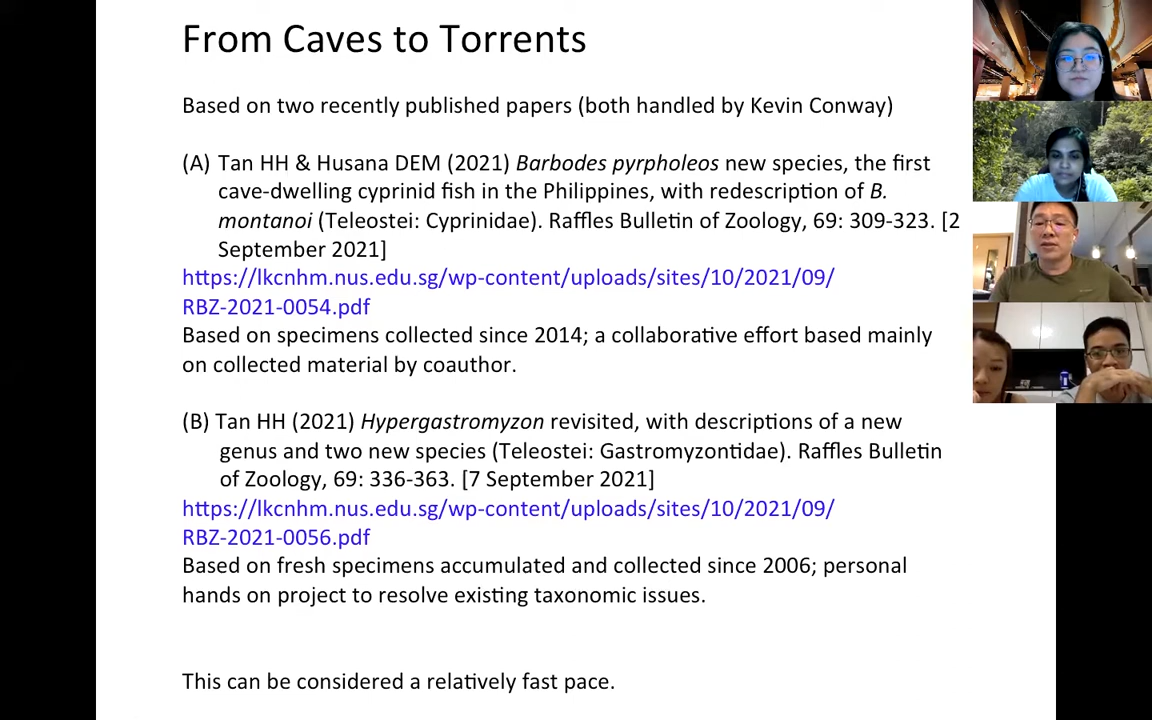 From Caves to Torrents
Based on two recently published papers (both handled by Kevin Conway)
(A) Tan HH & Husana DEM (2021) Barbodes pyrpholeos new species, the first
cave-dwelling cyprinid fish in the Philippines, with redescription of B.
montanoi (Teleostei: Cyprinidae). Raffles Bulletin of Zoology, 69: 309-323. [2
September 2021]
https://lkcnhm.nus.edu.sg/wp-content/uploads/sites/10/2021/09/
RBZ-2021-0054.pdf
Based on specimens collected since 2014; a collaborative effort based mainly
on collected material by coauthor.
(B) Tan HH (2021) Hypergastromyzon revisited, with descriptions of a new
genus and two new species (Teleostei: Gastromyzontidae). Raffles Bulletin
of Zoology, 69: 336-363. [7 September 2021]
https://lkcnhm.nus.edu.sg/wp-content/uploads/sites/10/2021/09/
RBZ-2021-0056.pdf
Based on fresh specimens accumulated and collected since 2006; personal
hands on project to resolve existing taxonomic issues.
This can be considered a relatively fast pace.